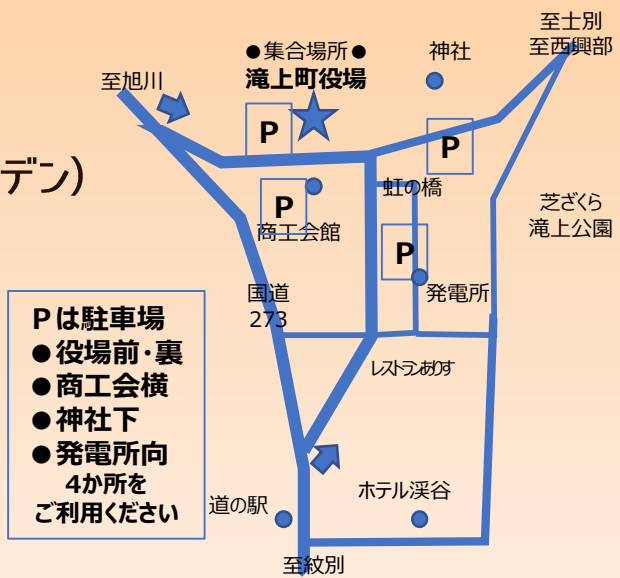 至士別
至西興部
●集合場所●
滝上町役場
神社
至旭川
P
P
デン)
虹の橋
P
商工会館
芝ざくら
滝上公園
P
発電所
国道
273
Pは駐車場
●役場前・裏
●商工会横
●神社下
●発電所向
4か所を
ご利用ください
レストランありす
ホテル渓谷
道の駅
至紋別